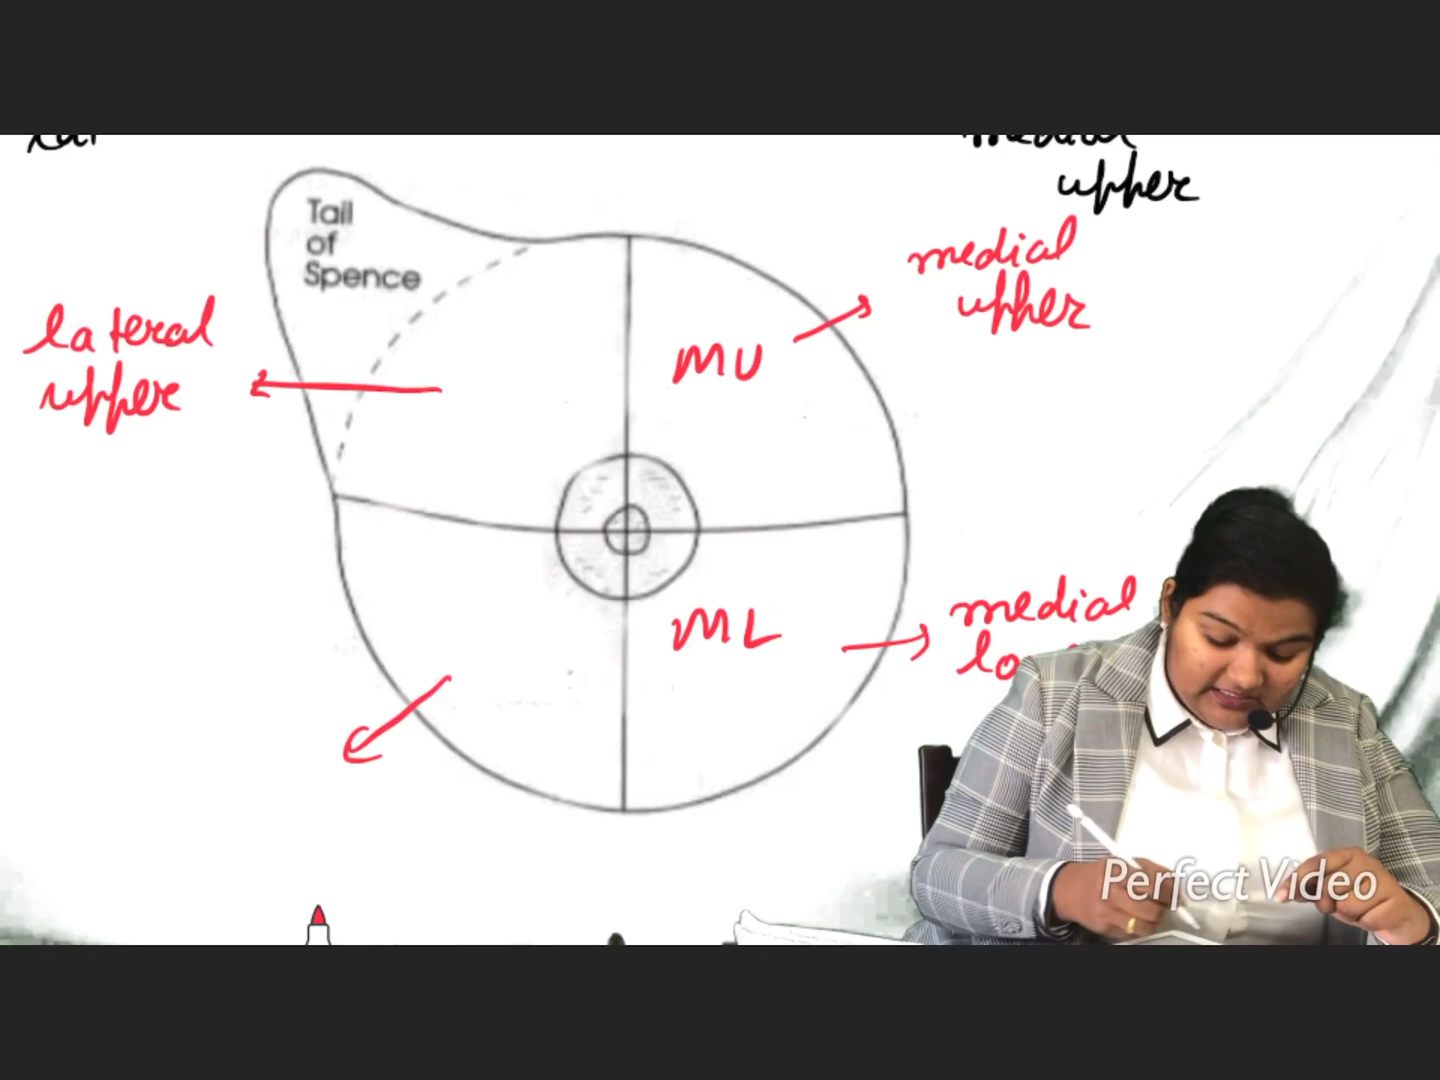 upper
Tail
of
Spence
medial
upper
lateral
upper
MU
ML
medial
Perfect Video